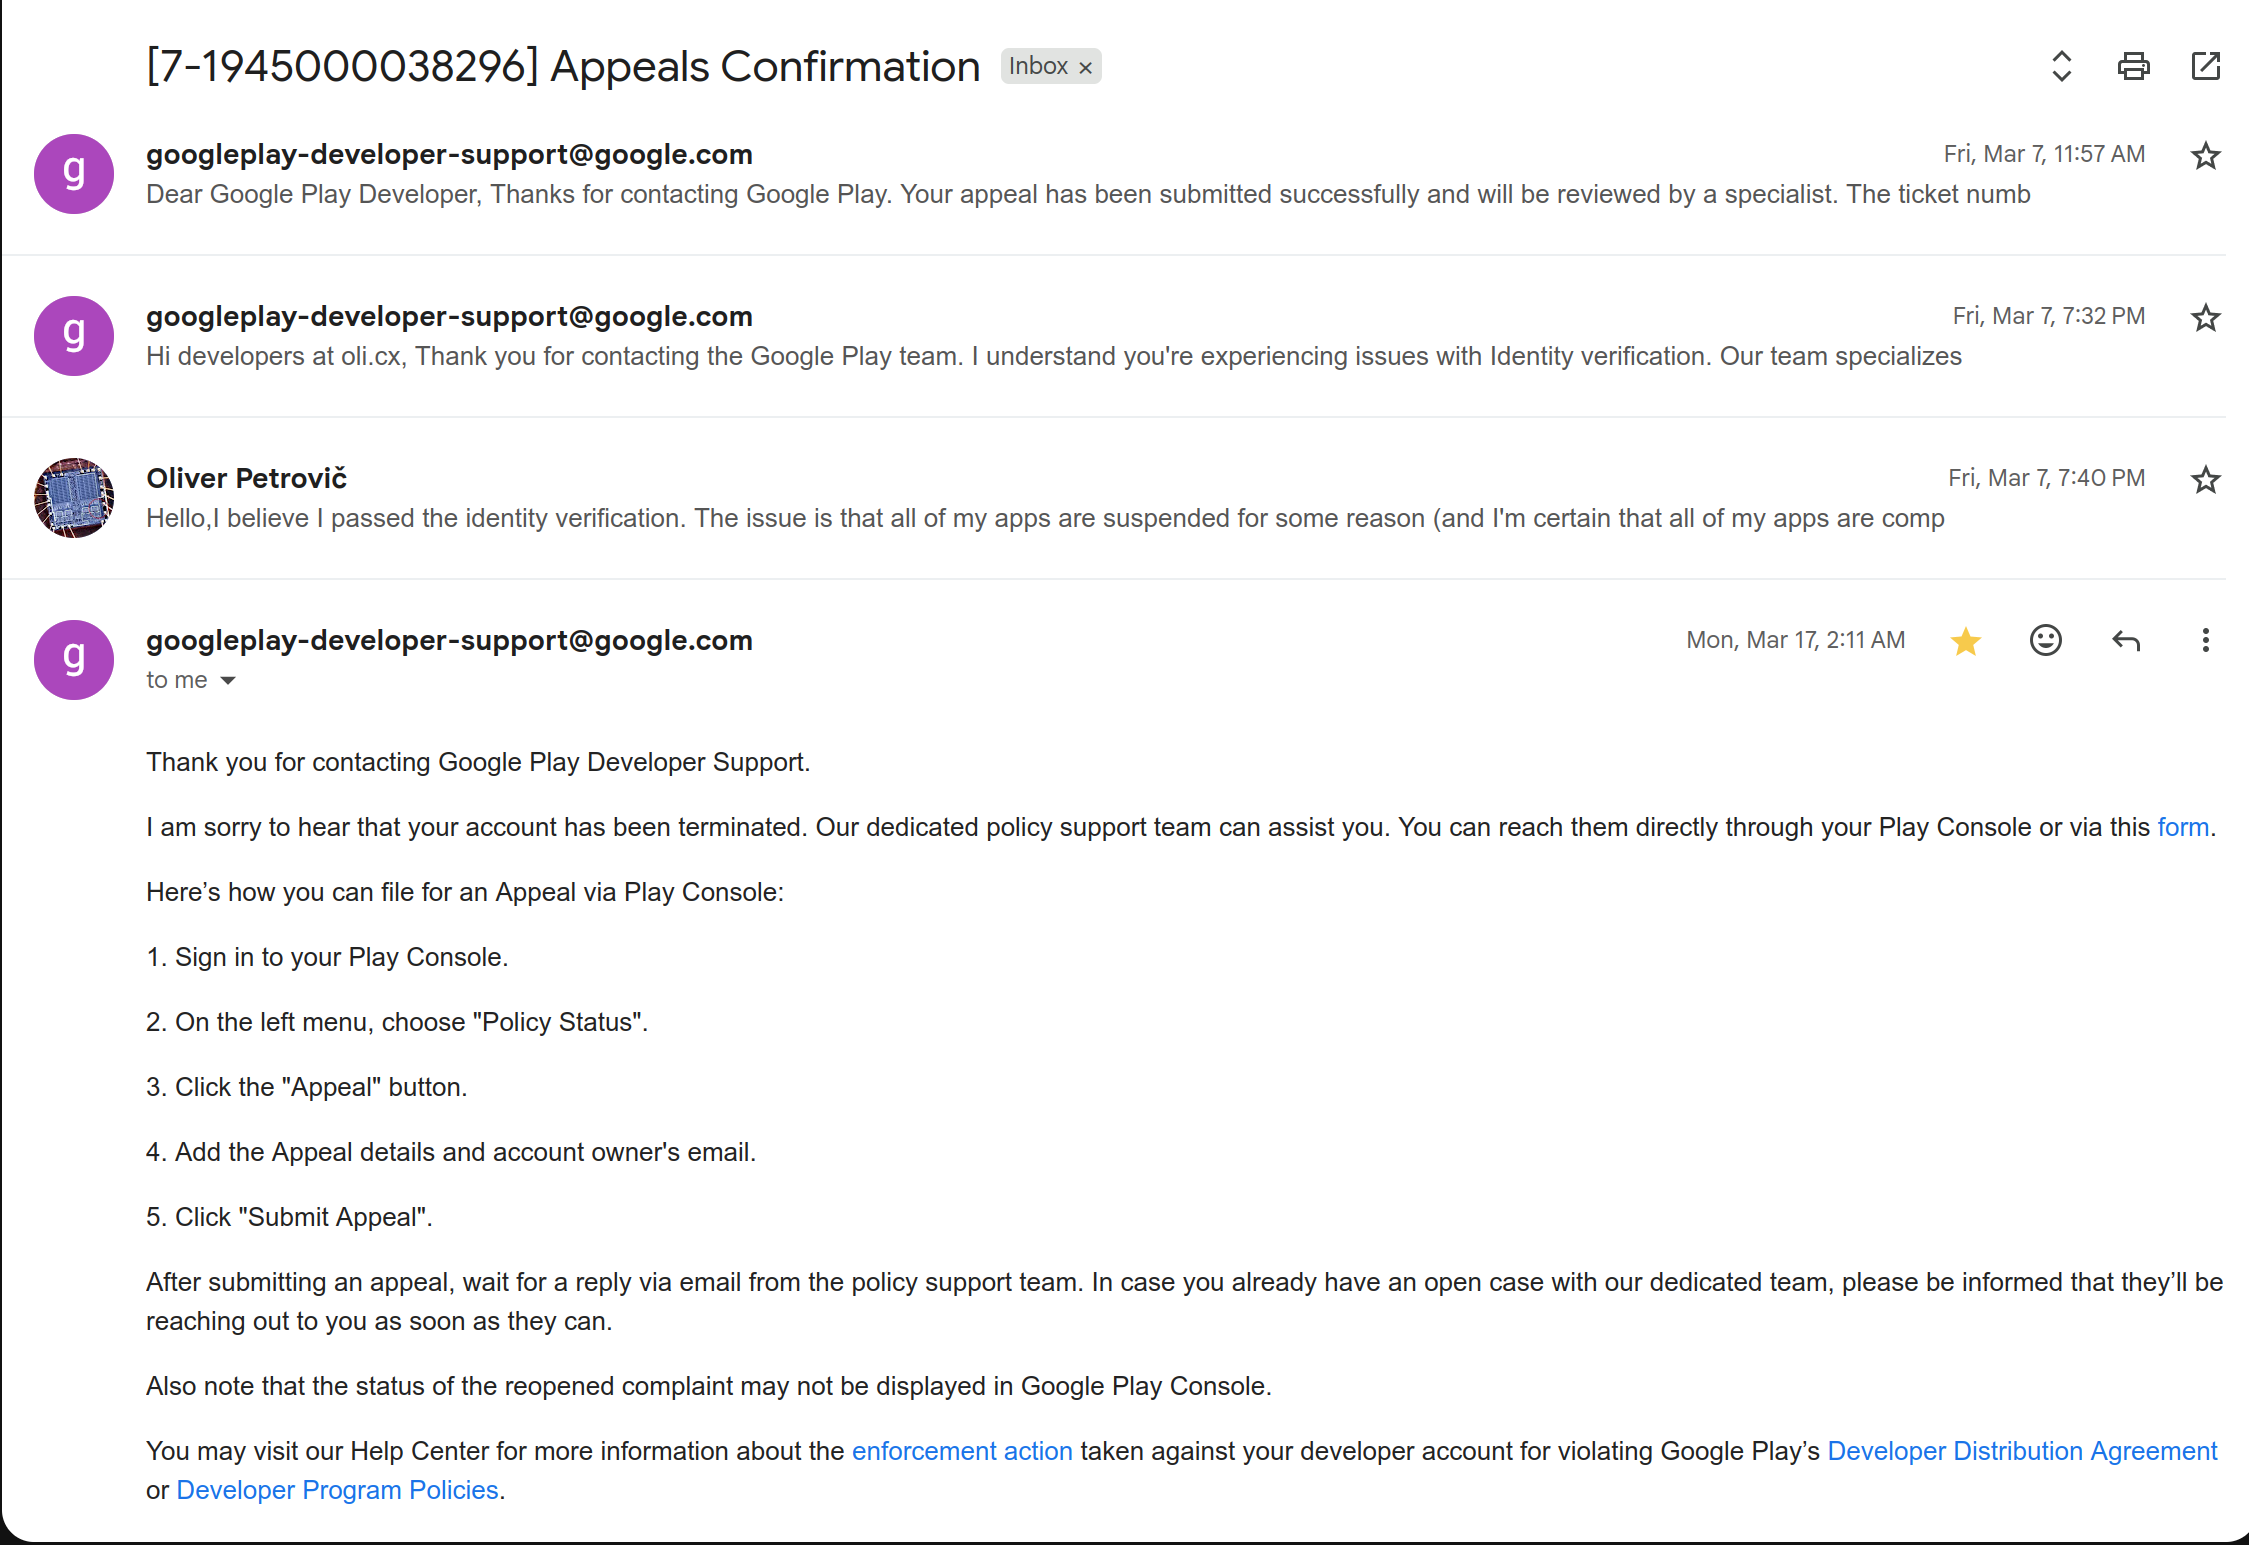 [7-1945000038296] Appeals Confirmation Inbox ×
g googleplay-developer-support@google.com Fri, Mar 7, 11:57 AM
Dear Google Play Developer, Thanks for contacting Google Play. Your appeal has been submitted successfully and will be reviewed by a specialist. The ticket numb
g googleplay-developer-support@google.com Fri, Mar 7, 7:32 PM
Hi developers at oli.cx, Thank you for contacting the Google Play team. I understand you're experiencing issues with Identity verification. Our team specializes
Oliver Petrovič Fri, Mar 7, 7:40 PM
Hello,I believe I passed the identity verification. The issue is that all of my apps are suspended for some reason (and I'm certain that all of my apps are comp
g googleplay-developer-support@google.com Mon, Mar 17, 2:11 AM
to me
Thank you for contacting Google Play Developer Support.
I am sorry to hear that your account has been terminated. Our dedicated policy support team can assist you. You can reach them directly through your Play Console or via this form.
Here’s how you can file for an Appeal via Play Console:
1. Sign in to your Play Console.
2. On the left menu, choose "Policy Status".
3. Click the "Appeal" button.
4. Add the Appeal details and account owner's email.
5. Click "Submit Appeal".
After submitting an appeal, wait for a reply via email from the policy support team. In case you already have an open case with our dedicated team, please be informed that they’ll be
reaching out to you as soon as they can.
Also note that the status of the reopened complaint may not be displayed in Google Play Console.
You may visit our Help Center for more information about the enforcement action taken against your developer account for violating Google Play’s Developer Distribution Agreement
or Developer Program Policies.